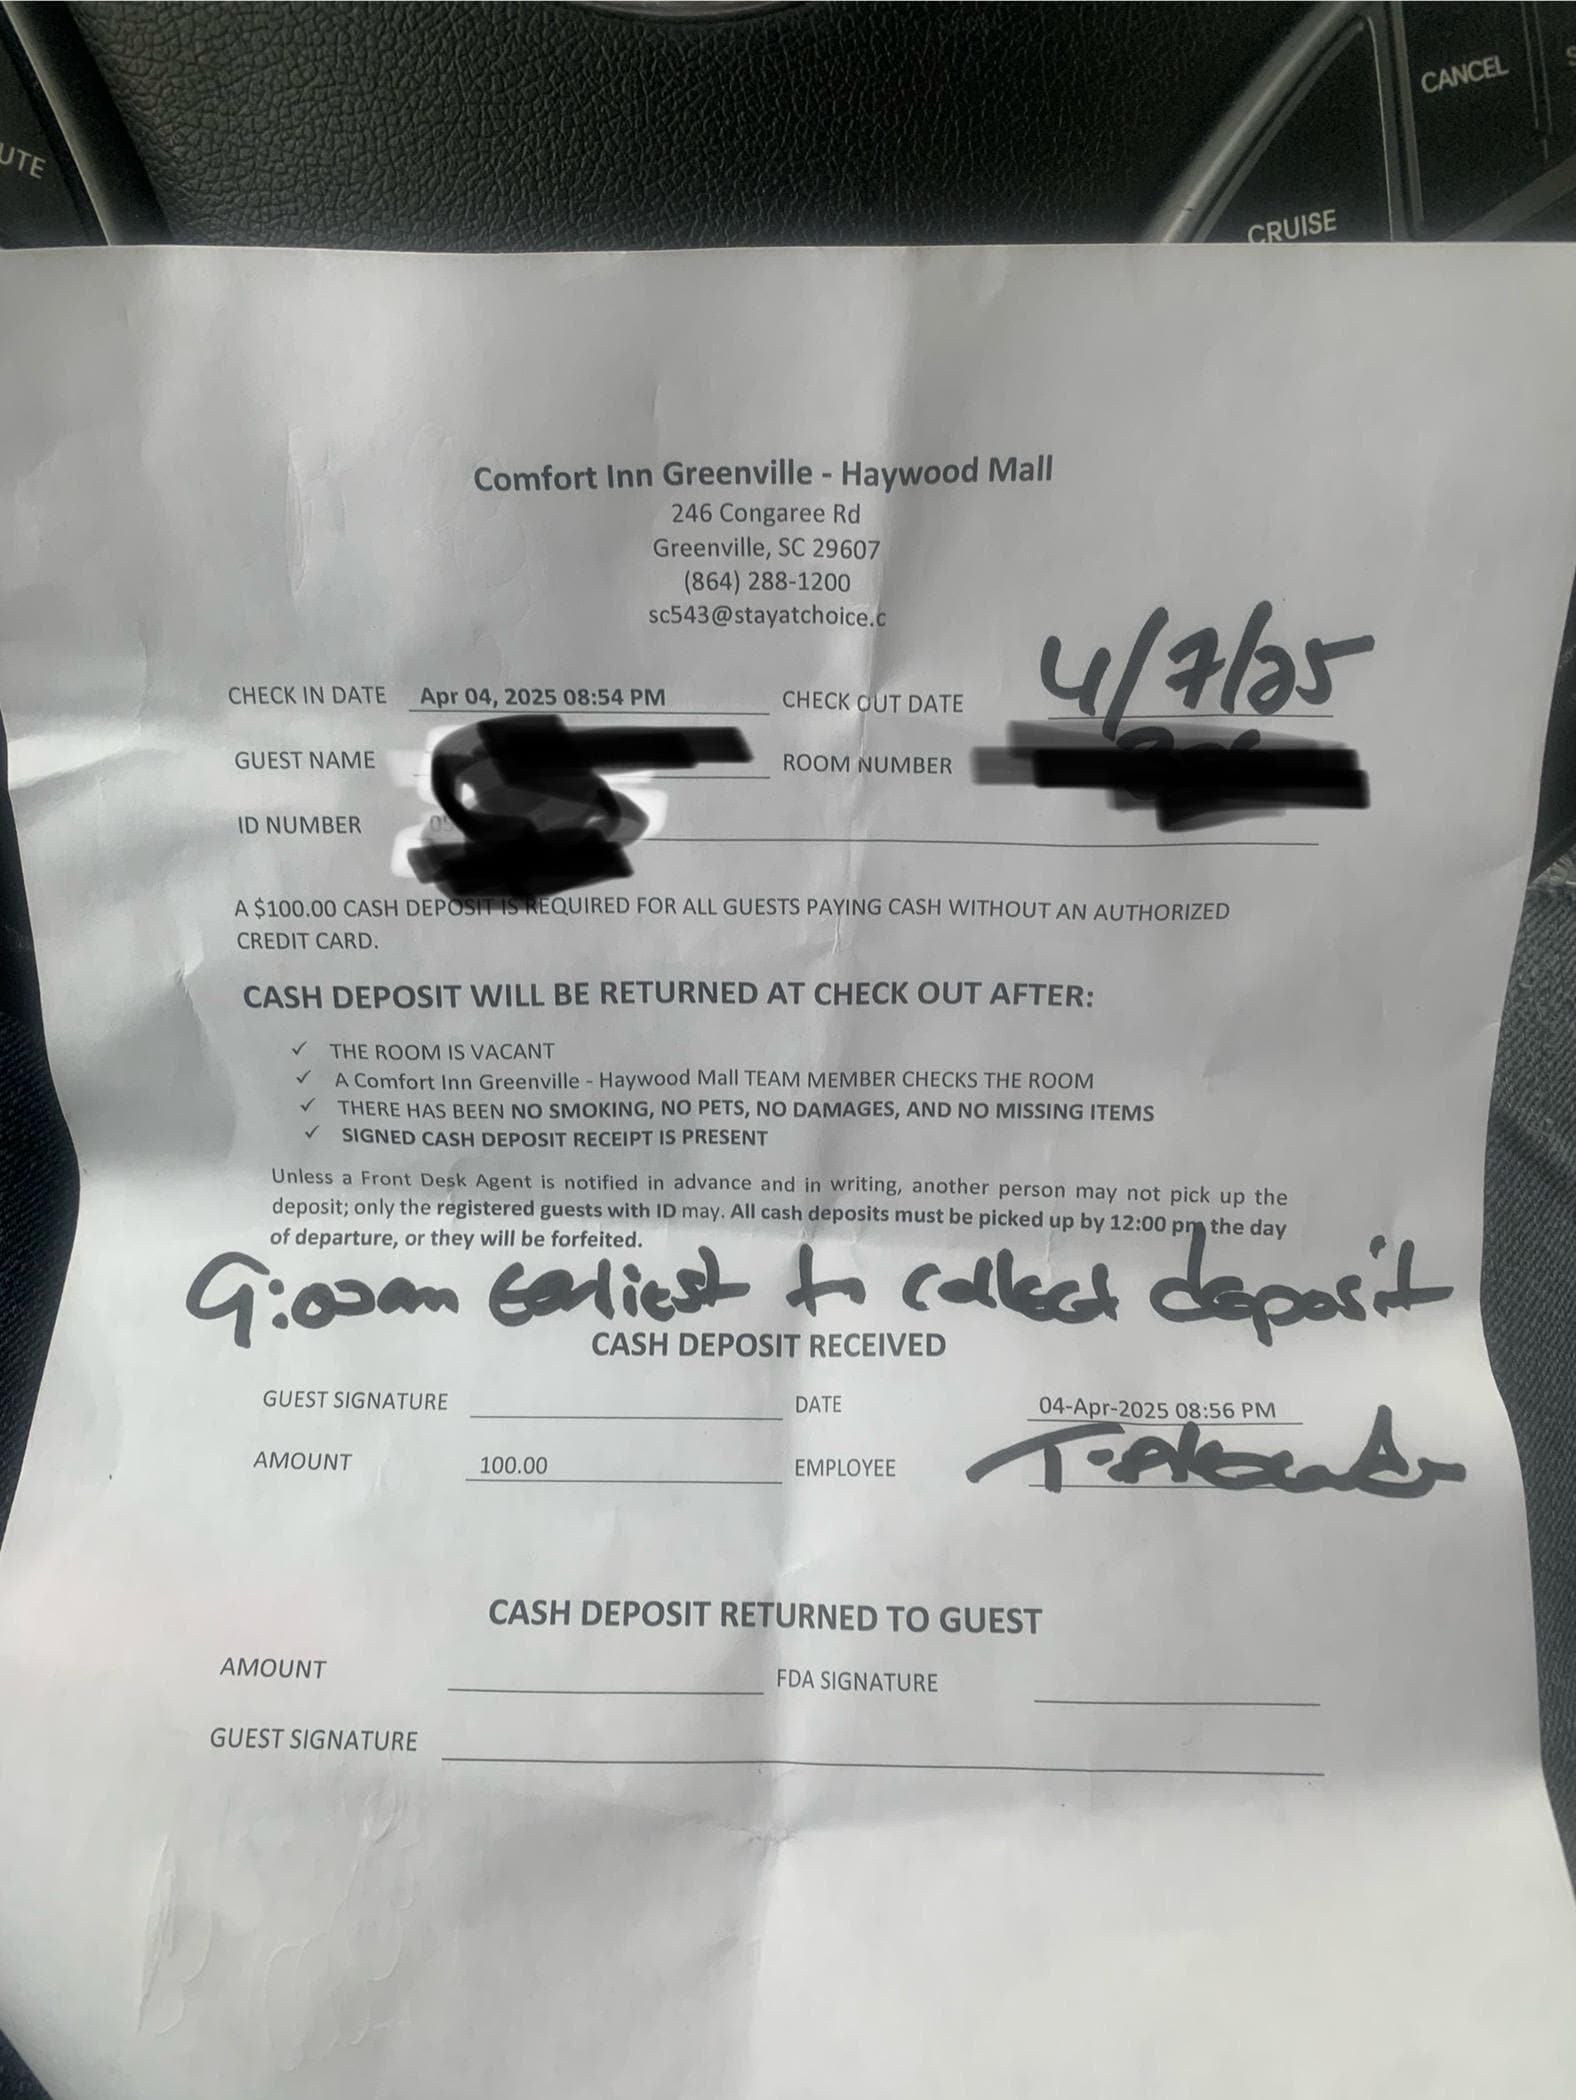 UTE
CANCEL
CRUISE
Comfort Inn Greenville - Haywood Mall
246 Congaree Rd
Greenville, SC 29607
(864) 288-1200
sc543@stayatchoice.c
CHECK IN DATE Apr 04, 2025 08:54 PM CHECK OUT DATE 4/7/25
GUEST NAME ROOM NUMBER
ID NUMBER
A $100.00 CASH DEPOSIT IS REQUIRED FOR ALL GUESTS PAYING CASH WITHOUT AN AUTHORIZED
CREDIT CARD.
CASH DEPOSIT WILL BE RETURNED AT CHECK OUT AFTER:
✓ THE ROOM IS VACANT
✓ A Comfort Inn Greenville - Haywood Mall TEAM MEMBER CHECKS THE ROOM
✓ THERE HAS BEEN NO SMOKING, NO PETS, NO DAMAGES, AND NO MISSING ITEMS
✓ SIGNED CASH DEPOSIT RECEIPT IS PRESENT
Unless a Front Desk Agent is notified in advance and in writing, another person may not pick up the
deposit; only the registered guests with ID may. All cash deposits must be picked up by 12:00 pm the day
of departure, or they will be forfeited.
9:00am Earliest to collect deposit
CASH DEPOSIT RECEIVED
GUEST SIGNATURE DATE 04-Apr-2025 08:56 PM
AMOUNT 100.00 EMPLOYEE
CASH DEPOSIT RETURNED TO GUEST
AMOUNT FDA SIGNATURE
GUEST SIGNATURE